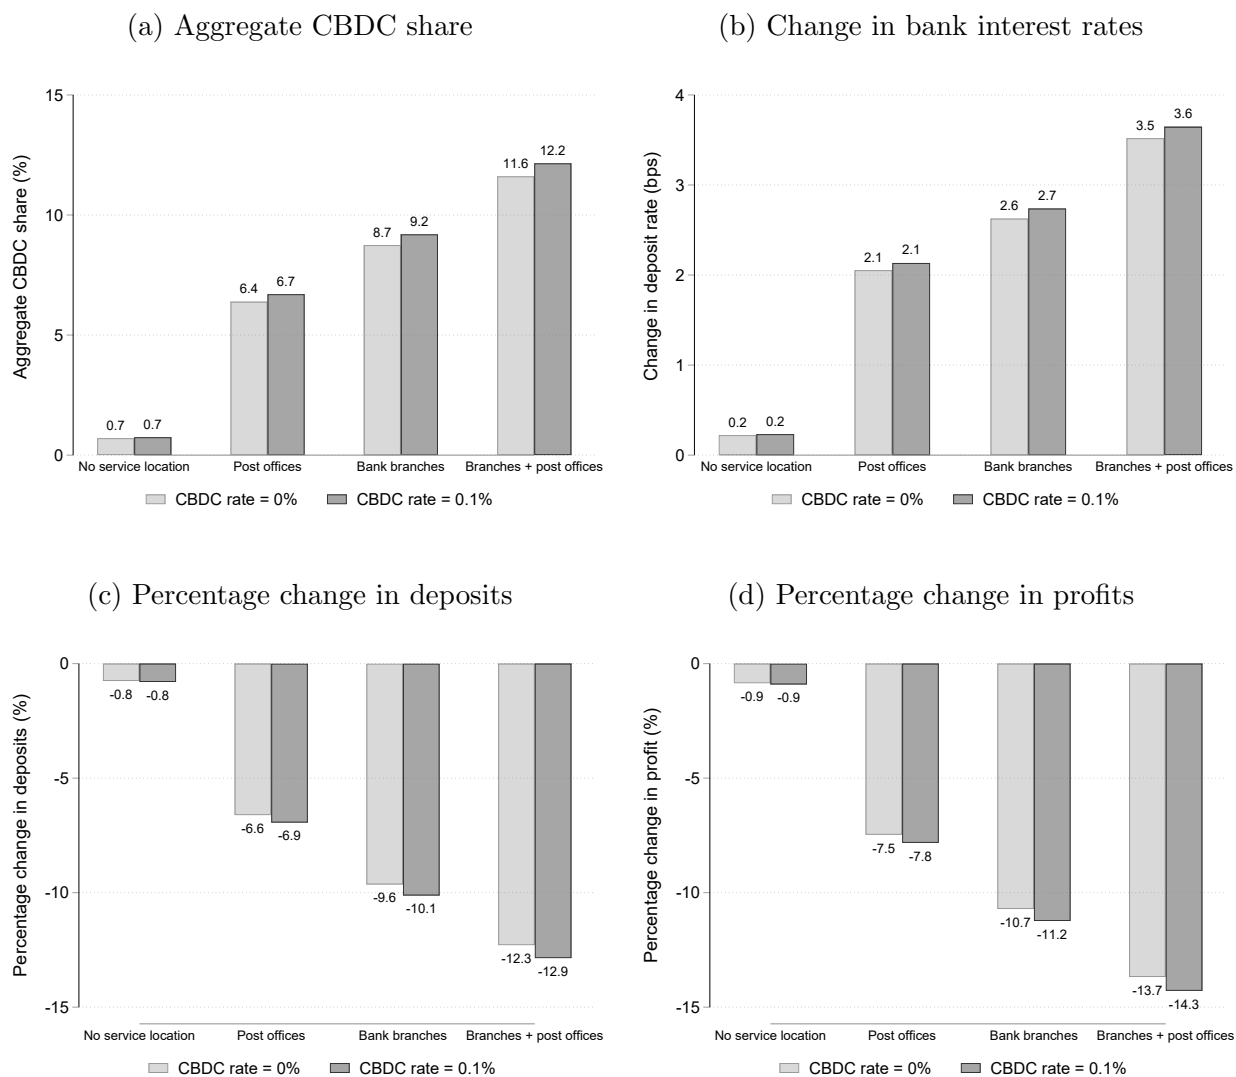 (a) Aggregate CBDC share
Aggregate CBDC share (%)
15
10
5
0
0.7 0.7
6.4 6.7
8.7 9.2
11.6 12.2
No service location Post offices Bank branches Branches + post offices
CBDC rate = 0% CBDC rate = 0.1%
(b) Change in bank interest rates
Change in deposit rate (bps)
4
3
2
1
0
0.2 0.2
2.1 2.1
2.6 2.7
3.5 3.6
No service location Post offices Bank branches Branches + post offices
CBDC rate = 0% CBDC rate = 0.1%
(c) Percentage change in deposits
Percentage change in deposits (%)
0
-5
-10
-15
-0.8 -0.8
-6.6 -6.9
-9.6 -10.1
-12.3 -12.9
No service location Post offices Bank branches Branches + post offices
CBDC rate = 0% CBDC rate = 0.1%
(d) Percentage change in profits
Percentage change in profit (%)
0
-5
-10
-15
-0.9 -0.9
-7.5 -7.8
-10.7 -11.2
-13.7 -14.3
No service location Post offices Bank branches Branches + post offices
CBDC rate = 0% CBDC rate = 0.1%